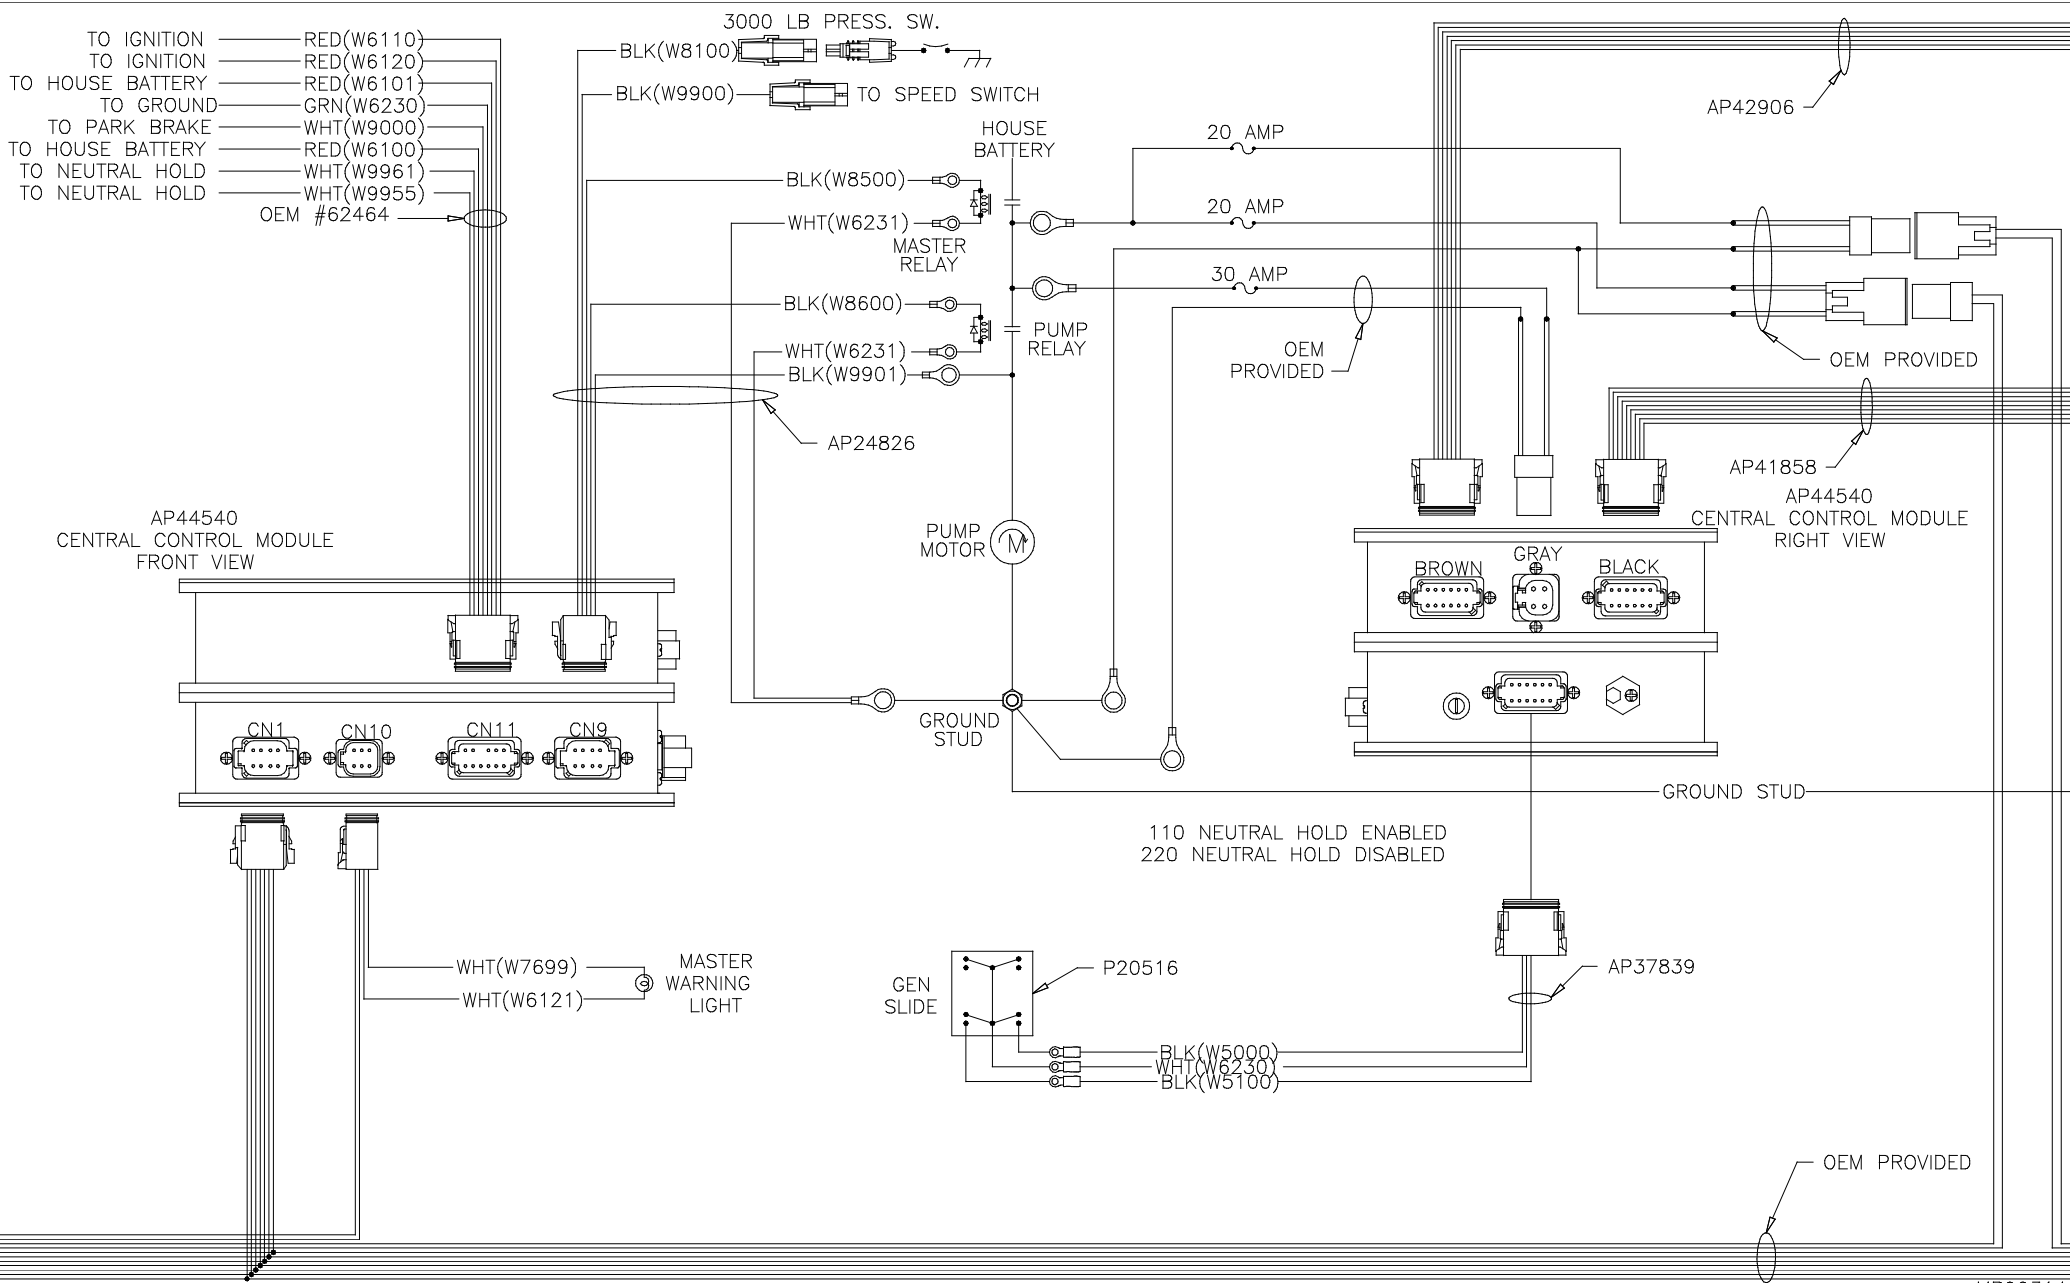 TO IGNITION RED(W6110)
TO IGNITION RED(W6120)
TO HOUSE BATTERY RED(W6101)
TO GROUND GRN(W6230)
TO PARK BRAKE WHT(W9000)
TO HOUSE BATTERY RED(W6100)
TO NEUTRAL HOLD WHT(W9961)
TO NEUTRAL HOLD WHT(W9955)
OEM #62464
3000 LB PRESS. SW.
BLK(W8100)
BLK(W9900) TO SPEED SWITCH
HOUSE
BATTERY
BLK(W8500)
WHT(W6231)
MASTER
RELAY
BLK(W8600)
PUMP
RELAY
WHT(W6231)
BLK(W9901)
AP24826
20 AMP
20 AMP
30 AMP
OEM
PROVIDED
AP42906
OEM PROVIDED
AP41858
AP44540
CENTRAL CONTROL MODULE
RIGHT VIEW
AP44540
CENTRAL CONTROL MODULE
FRONT VIEW
PUMP
MOTOR
M
BROWN
GRAY
BLACK
CN1
CN10
CN11
CN9
GROUND
STUD
GROUND STUD
110 NEUTRAL HOLD ENABLED
220 NEUTRAL HOLD DISABLED
WHT(W7699)
WHT(W6121)
MASTER
WARNING
LIGHT
GEN
SLIDE
P20516
AP37839
BLK(W5000)
WHT(W6230)
BLK(W5100)
OEM PROVIDED